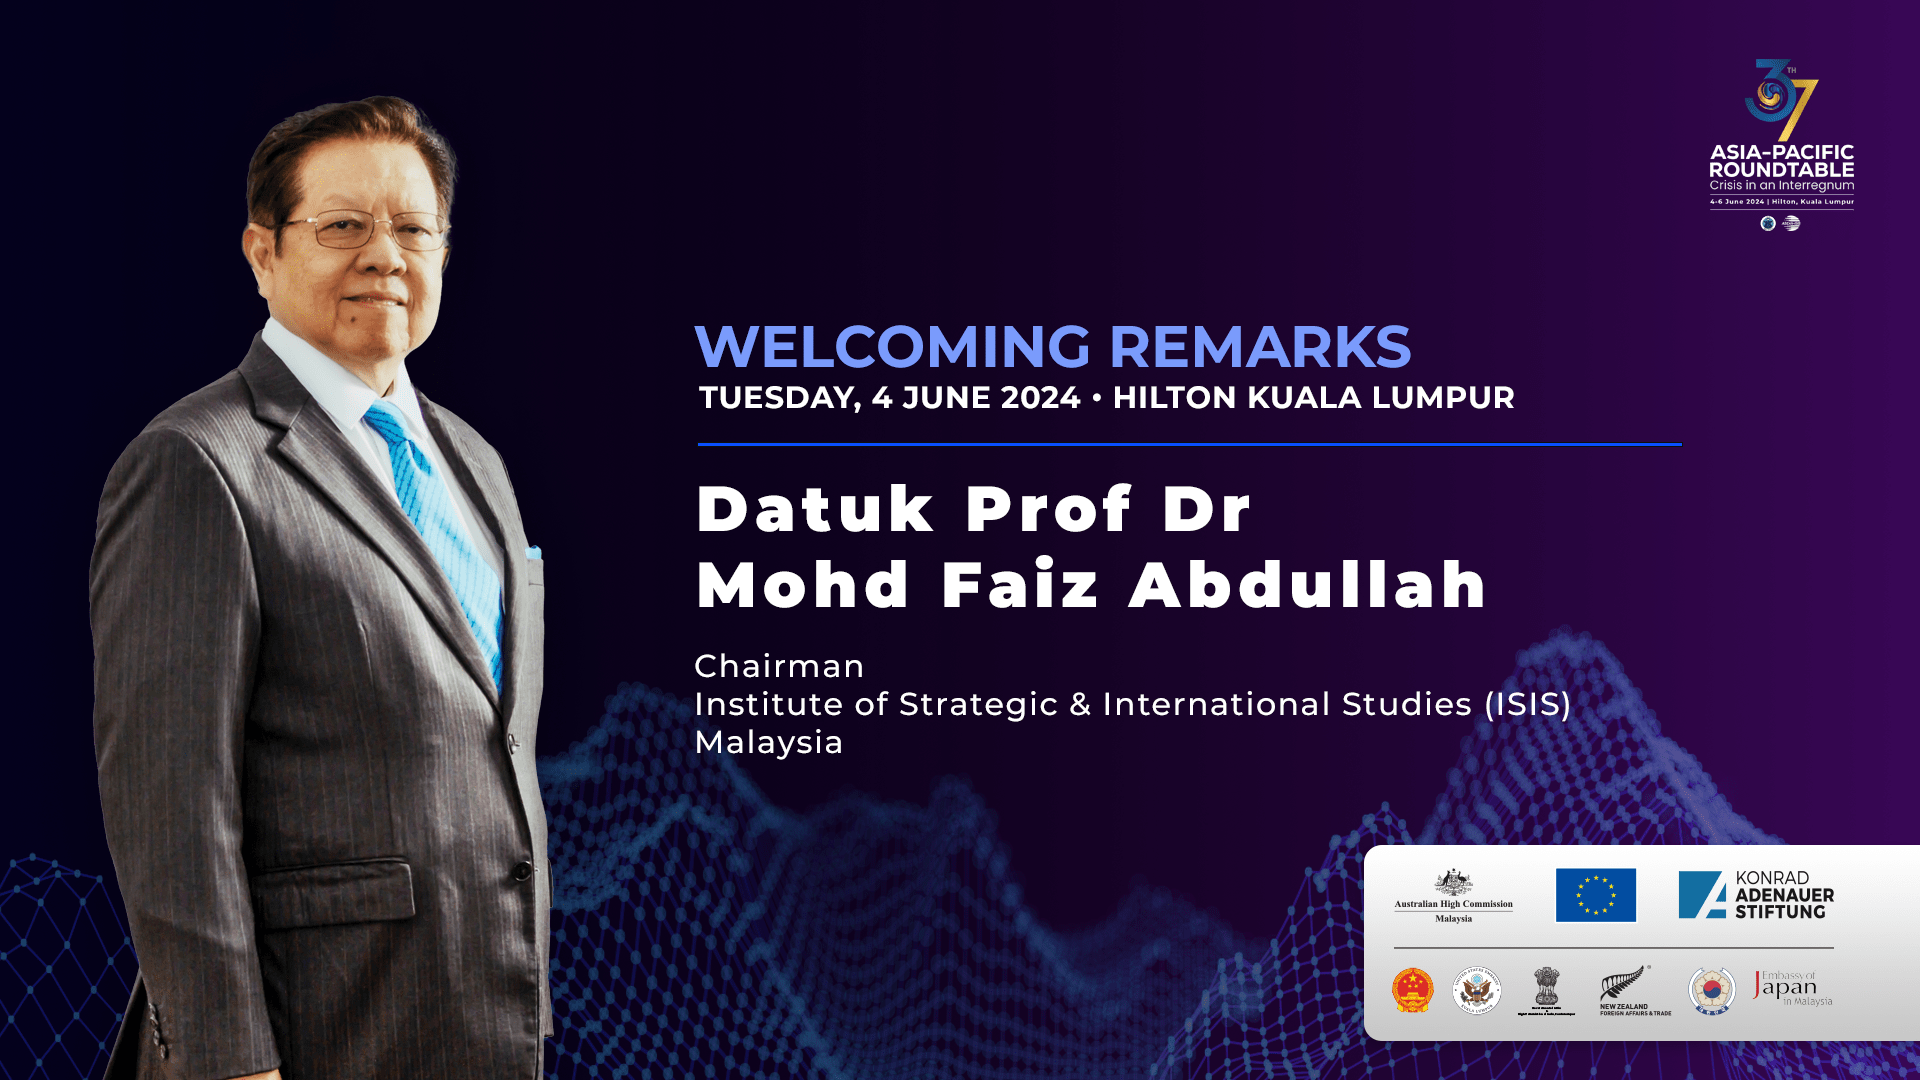 37TH
ASIA-PACIFIC
ROUNDTABLE
Crisis in an Interregnum
4-6 June 2024 | Hilton, Kuala Lumpur
WELCOMING REMARKS
TUESDAY, 4 JUNE 2024 • HILTON KUALA LUMPUR
Datuk Prof Dr
Mohd Faiz Abdullah
Chairman
Institute of Strategic & International Studies (ISIS)
Malaysia
Australian High Commission
Malaysia
KONRAD
ADENAUER
STIFTUNG
NEW ZEALAND
FOREIGN AFFAIRS & TRADE
Embassy of
Japan
in Malaysia